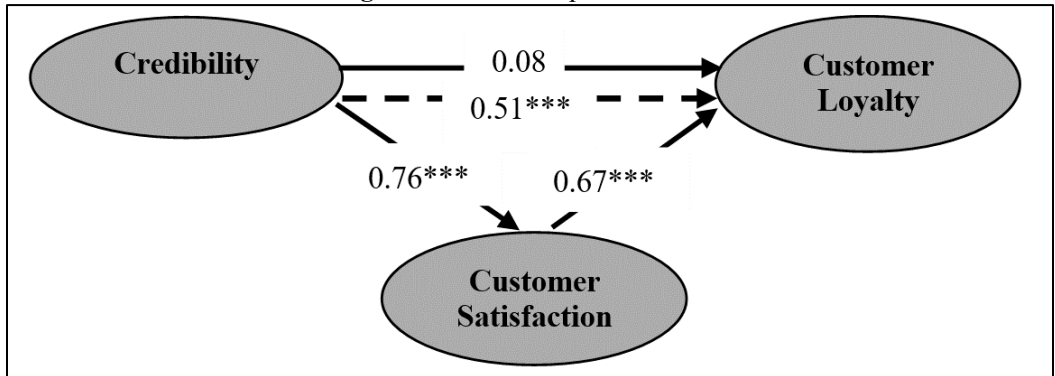 Credibility
0.08
Customer
Loyalty
0.51***
0.76***
0.67***
Customer
Satisfaction